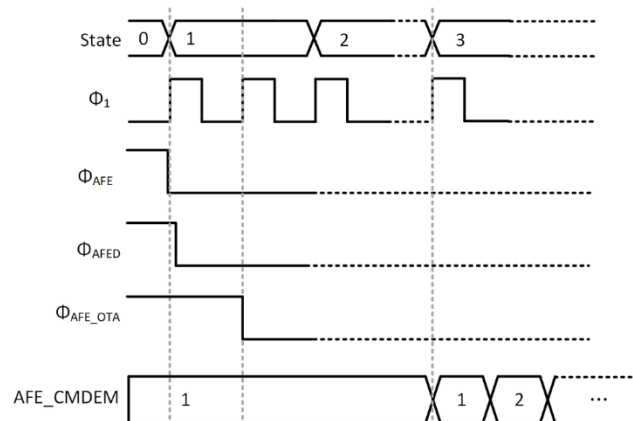 State 0 1 2 3
Φ1
ΦAFE
ΦAFED
ΦAFE_OTA
AFE_CMDEM 1 1 2 ...